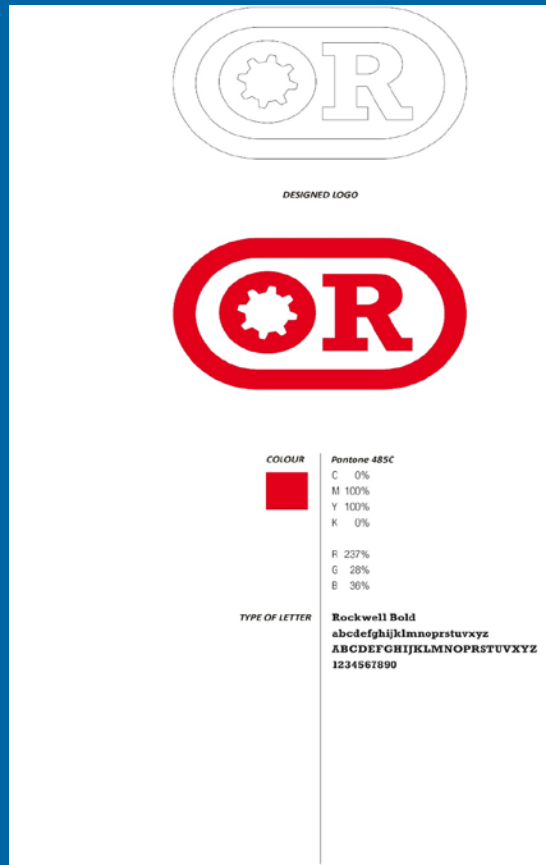 OR
DESIGNED LOGO
OR
COLOUR
Pantone 485C
C 0%
M 100%
Y 100%
K 0%
R 237%
G 28%
B 36%
TYPE OF LETTER
Rockwell Bold
abcdefghijklmnoprstuvxyz
ABCDEFGHIJKLMNOPRSTUVXYZ
1234567890